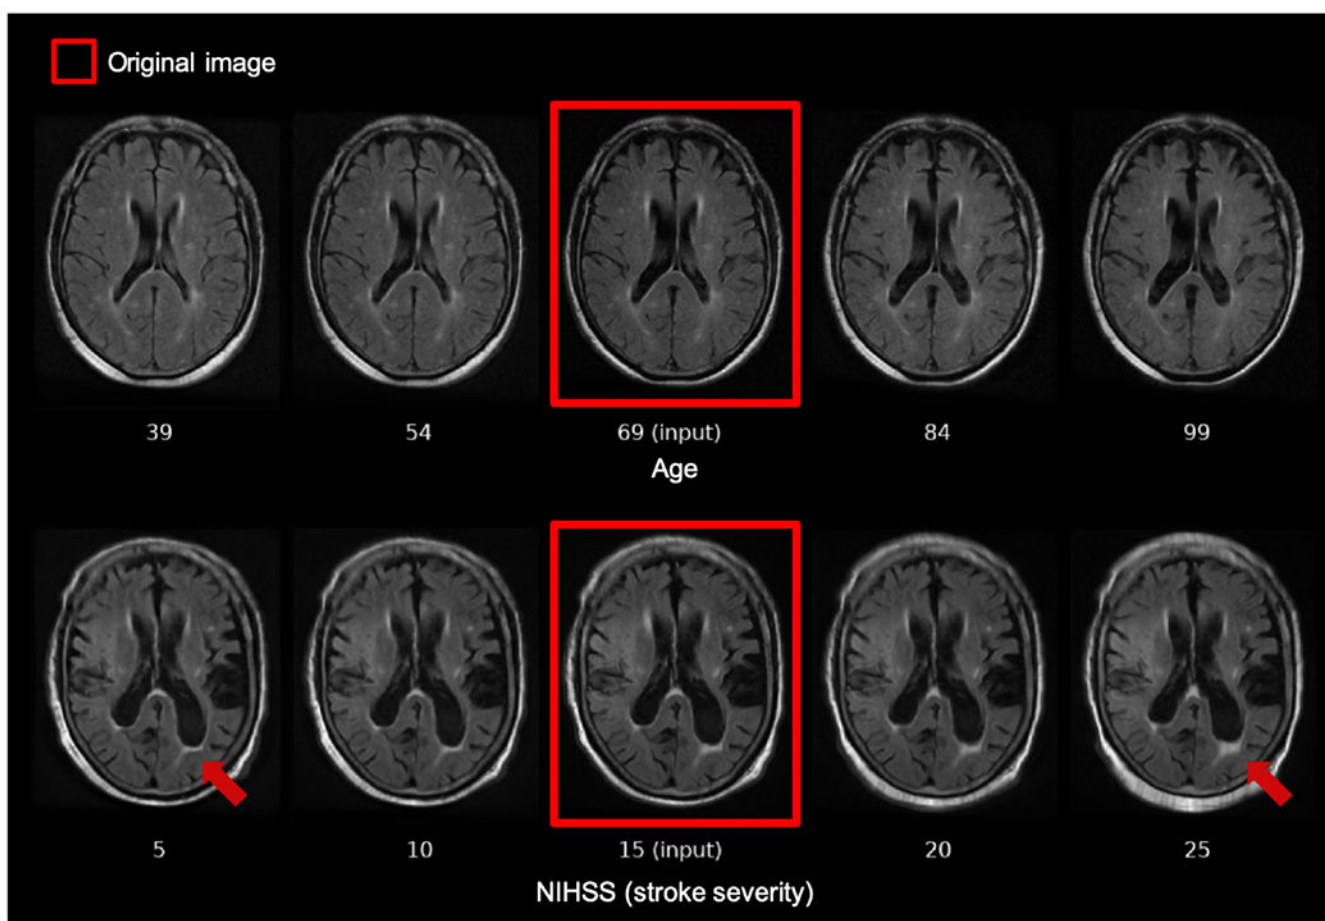 Original image
39 54 69 (input) 84 99
Age
5 10 15 (input) 20 25
NIHSS (stroke severity)